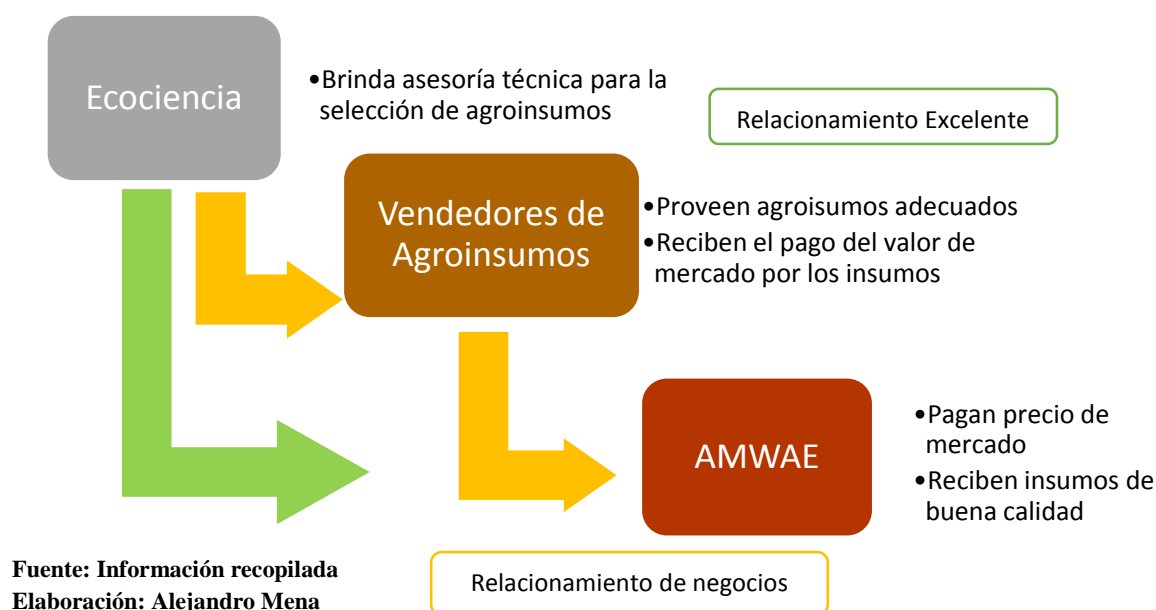 Ecociencia
•Brinda asesoría técnica para la
selección de agroinsumos
Relacionamiento Excelente
Vendedores de
Agroinsumos
•Proveen agroisumos adecuados
•Reciben el pago del valor de
mercado por los insumos
AMWAE
•Pagan precio de
mercado
•Reciben insumos de
buena calidad
Relacionamiento de negocios
Fuente: Información recopilada
Elaboración: Alejandro Mena